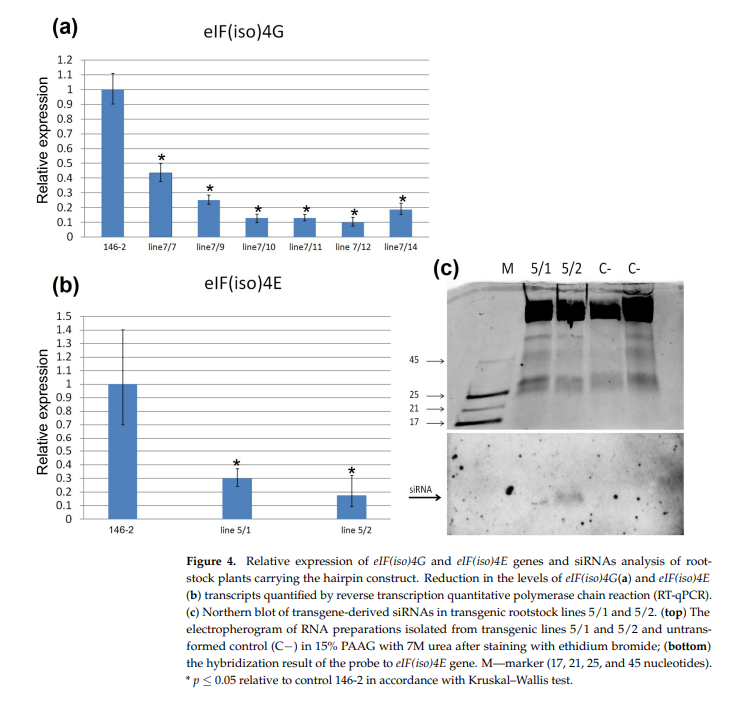 (a)
eIF(iso)4G
Relative expression
1.2
1.1
1
0.9
0.8
0.7
0.6
0.5
0.4
0.3
0.2
0.1
0
* * * * * *
146-2 line7/7 line7/9 line7/10 line7/11 line 7/12 line7/14
(b)
eIF(iso)4E
Relative expression
1.5
1.4
1.3
1.2
1.1
1
0.9
0.8
0.7
0.6
0.5
0.4
0.3
0.2
0.1
0
* *
146-2 line 5/1 line 5/2
(c)
M 5/1 5/2 C- C-
45
25
21
17
siRNA
Figure 4. Relative expression of eIF(iso)4G and eIF(iso)4E genes and siRNAs analysis of root-
stock plants carrying the hairpin construct. Reduction in the levels of eIF(iso)4G(a) and eIF(iso)4E
(b) transcripts quantified by reverse transcription quantitative polymerase chain reaction (RT-qPCR).
(c) Northern blot of transgene-derived siRNAs in transgenic rootstock lines 5/1 and 5/2. (top) The
electropherogram of RNA preparations isolated from transgenic lines 5/1 and 5/2 and untrans-
formed control (C−) in 15% PAAG with 7M urea after staining with ethidium bromide; (bottom)
the hybridization result of the probe to eIF(iso)4E gene. M—marker (17, 21, 25, and 45 nucleotides).
* p ≤ 0.05 relative to control 146-2 in accordance with Kruskal–Wallis test.